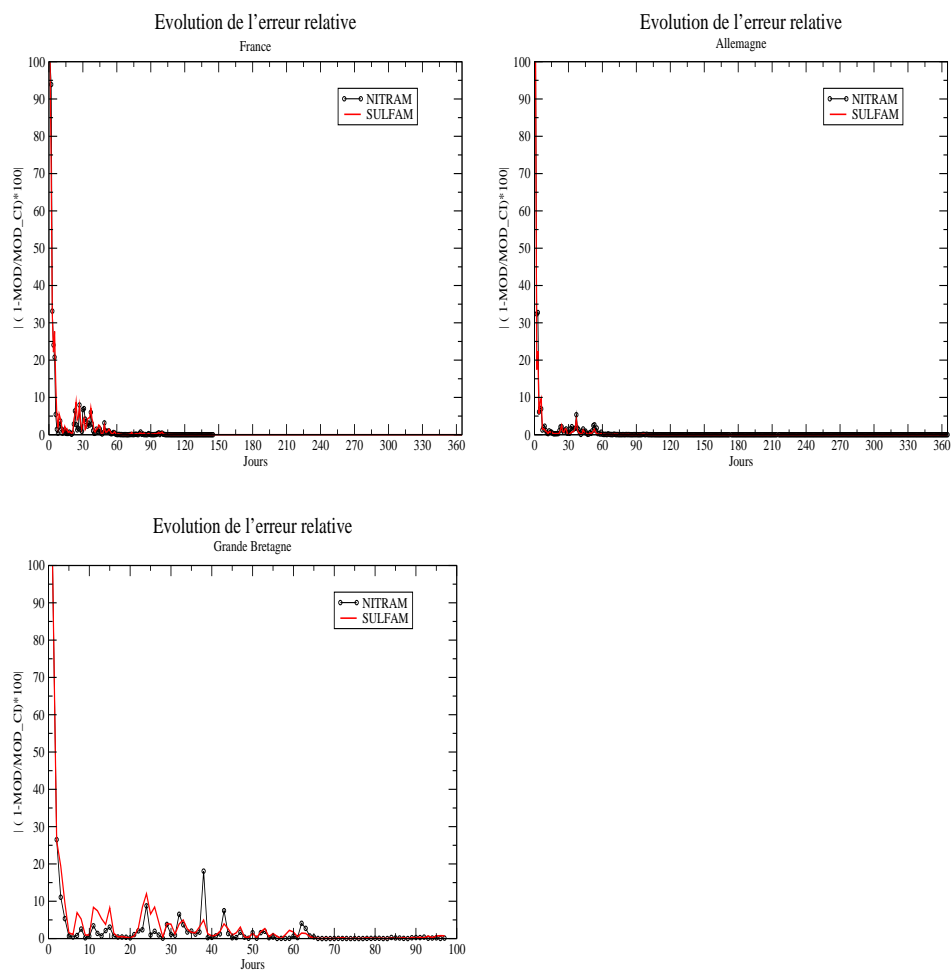 Evolution de l'erreur relative
France
100
90
80
70
60
50
40
30
20
10
0
| ( 1-MOD/MOD_CI)*100|
NITRAM
SULFAM
0 30 60 90 120 150 180 210 240 270 300 330 360
Jours
Evolution de l'erreur relative
Allemagne
100
90
80
70
60
50
40
30
20
10
0
| ( 1-MOD/MOD_CI)*100|
NITRAM
SULFAM
0 30 60 90 120 150 180 210 240 270 300 330 360
Jours
Evolution de l'erreur relative
Grande Bretagne
100
90
80
70
60
50
40
30
20
10
0
| ( 1-MOD/MOD_CI)*100|
NITRAM
SULFAM
0 10 20 30 40 50 60 70 80 90 100
Jours